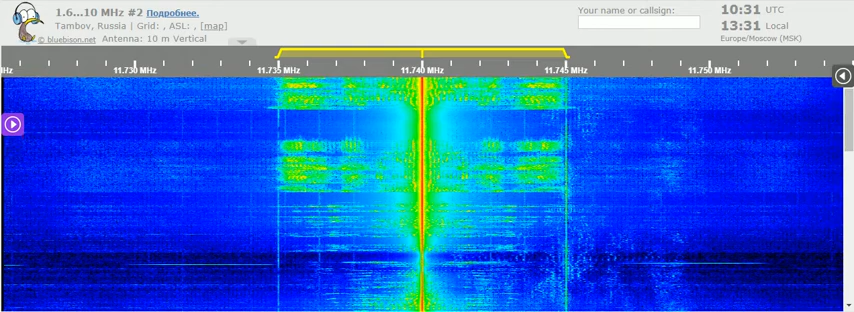 1.6...10 MHz #2 Подробнее.
Tambov, Russia | Grid: , ASL: , [map]
© bluebison.net Antenna: 10 m Vertical
Your name or callsign:
10:31 UTC
13:31 Local
Europe/Moscow (MSK)
Hz 11.730 MHz 11.735 MHz 11.740 MHz 11.745 MHz 11.750 MHz